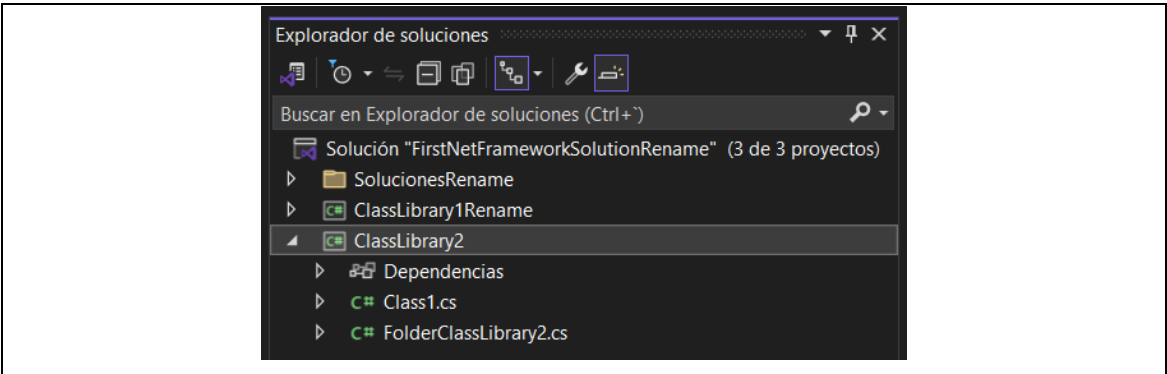 Explorador de soluciones
Buscar en Explorador de soluciones (Ctrl+`)
Solución "FirstNetFrameworkSolutionRename" (3 de 3 proyectos)
SolucionesRename
C# ClassLibrary1Rename
C# ClassLibrary2
Dependencias
C# Class1.cs
C# FolderClassLibrary2.cs